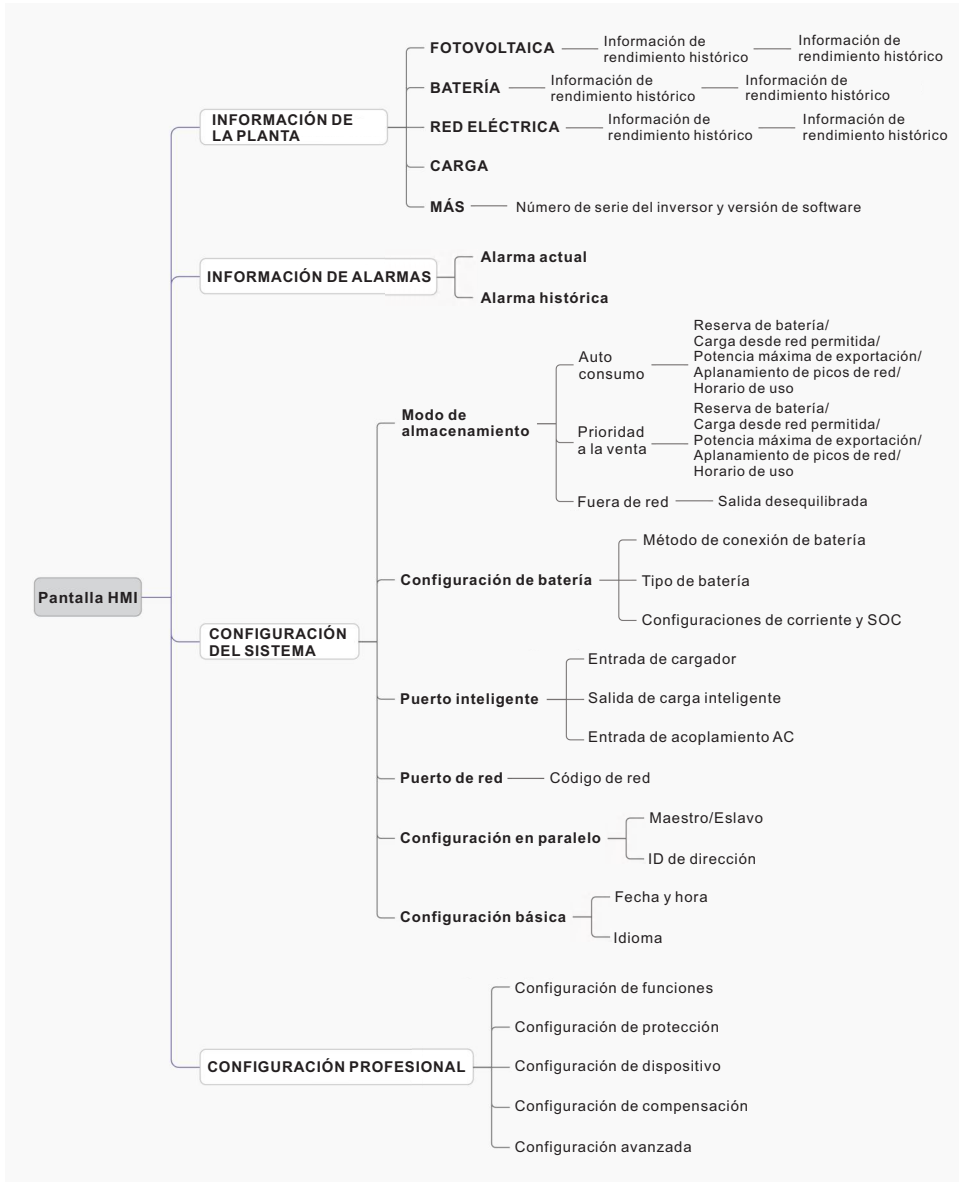 Pantalla HMI
INFORMACIÓN DE
LA PLANTA
FOTOVOLTAICA
Información de
rendimiento histórico
Información de
rendimiento histórico
BATERÍA
Información de
rendimiento histórico
Información de
rendimiento histórico
RED ELÉCTRICA
Información de
rendimiento histórico
Información de
rendimiento histórico
CARGA
MÁS
Número de serie del inversor y versión de software
INFORMACIÓN DE ALARMAS
Alarma actual
Alarma histórica
CONFIGURACIÓN
DEL SISTEMA
Modo de
almacenamiento
Auto
consumo
Reserva de batería/
Carga desde red permitida/
Potencia máxima de exportación/
Aplanamiento de picos de red/
Horario de uso
Prioridad
a la venta
Reserva de batería/
Carga desde red permitida/
Potencia máxima de exportación/
Aplanamiento de picos de red/
Horario de uso
Fuera de red
Salida desequilibrada
Configuración de batería
Método de conexión de batería
Tipo de batería
Configuraciones de corriente y SOC
Puerto inteligente
Entrada de cargador
Salida de carga inteligente
Entrada de acoplamiento AC
Puerto de red
Código de red
Configuración en paralelo
Maestro/Eslavo
ID de dirección
Configuración básica
Fecha y hora
Idioma
CONFIGURACIÓN PROFESIONAL
Configuración de funciones
Configuración de protección
Configuración de dispositivo
Configuración de compensación
Configuración avanzada